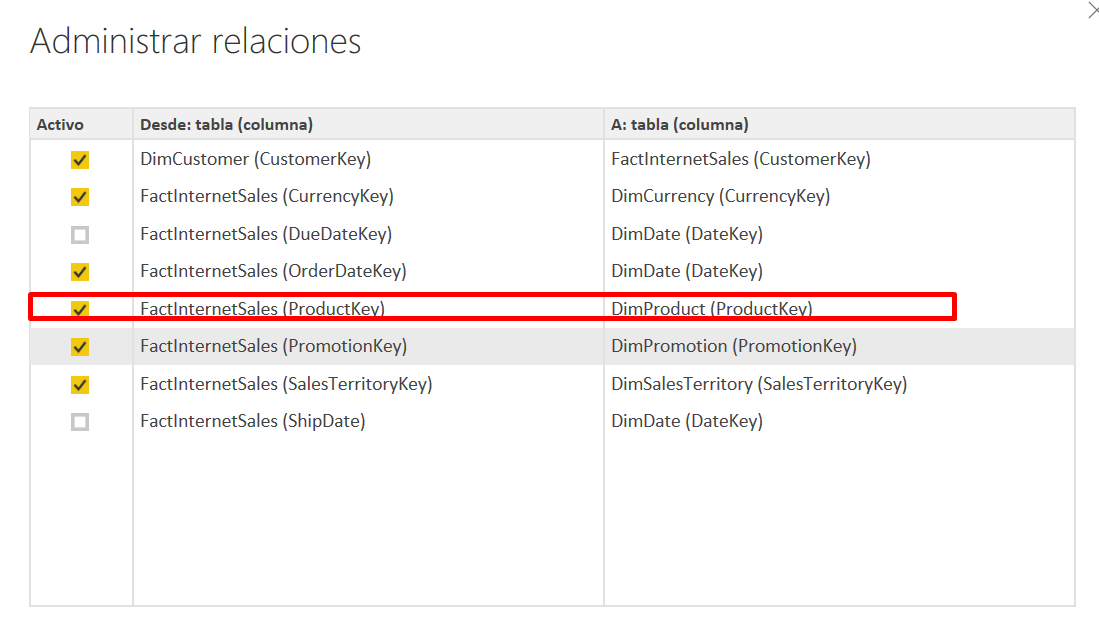 Administrar relaciones
Activo Desde: tabla (columna) A: tabla (columna)
DimCustomer (CustomerKey) FactInternetSales (CustomerKey)
FactInternetSales (CurrencyKey) DimCurrency (CurrencyKey)
FactInternetSales (DueDateKey) DimDate (DateKey)
FactInternetSales (OrderDateKey) DimDate (DateKey)
FactInternetSales (ProductKey) DimProduct (ProductKey)
FactInternetSales (PromotionKey) DimPromotion (PromotionKey)
FactInternetSales (SalesTerritoryKey) DimSalesTerritory (SalesTerritoryKey)
FactInternetSales (ShipDate) DimDate (DateKey)